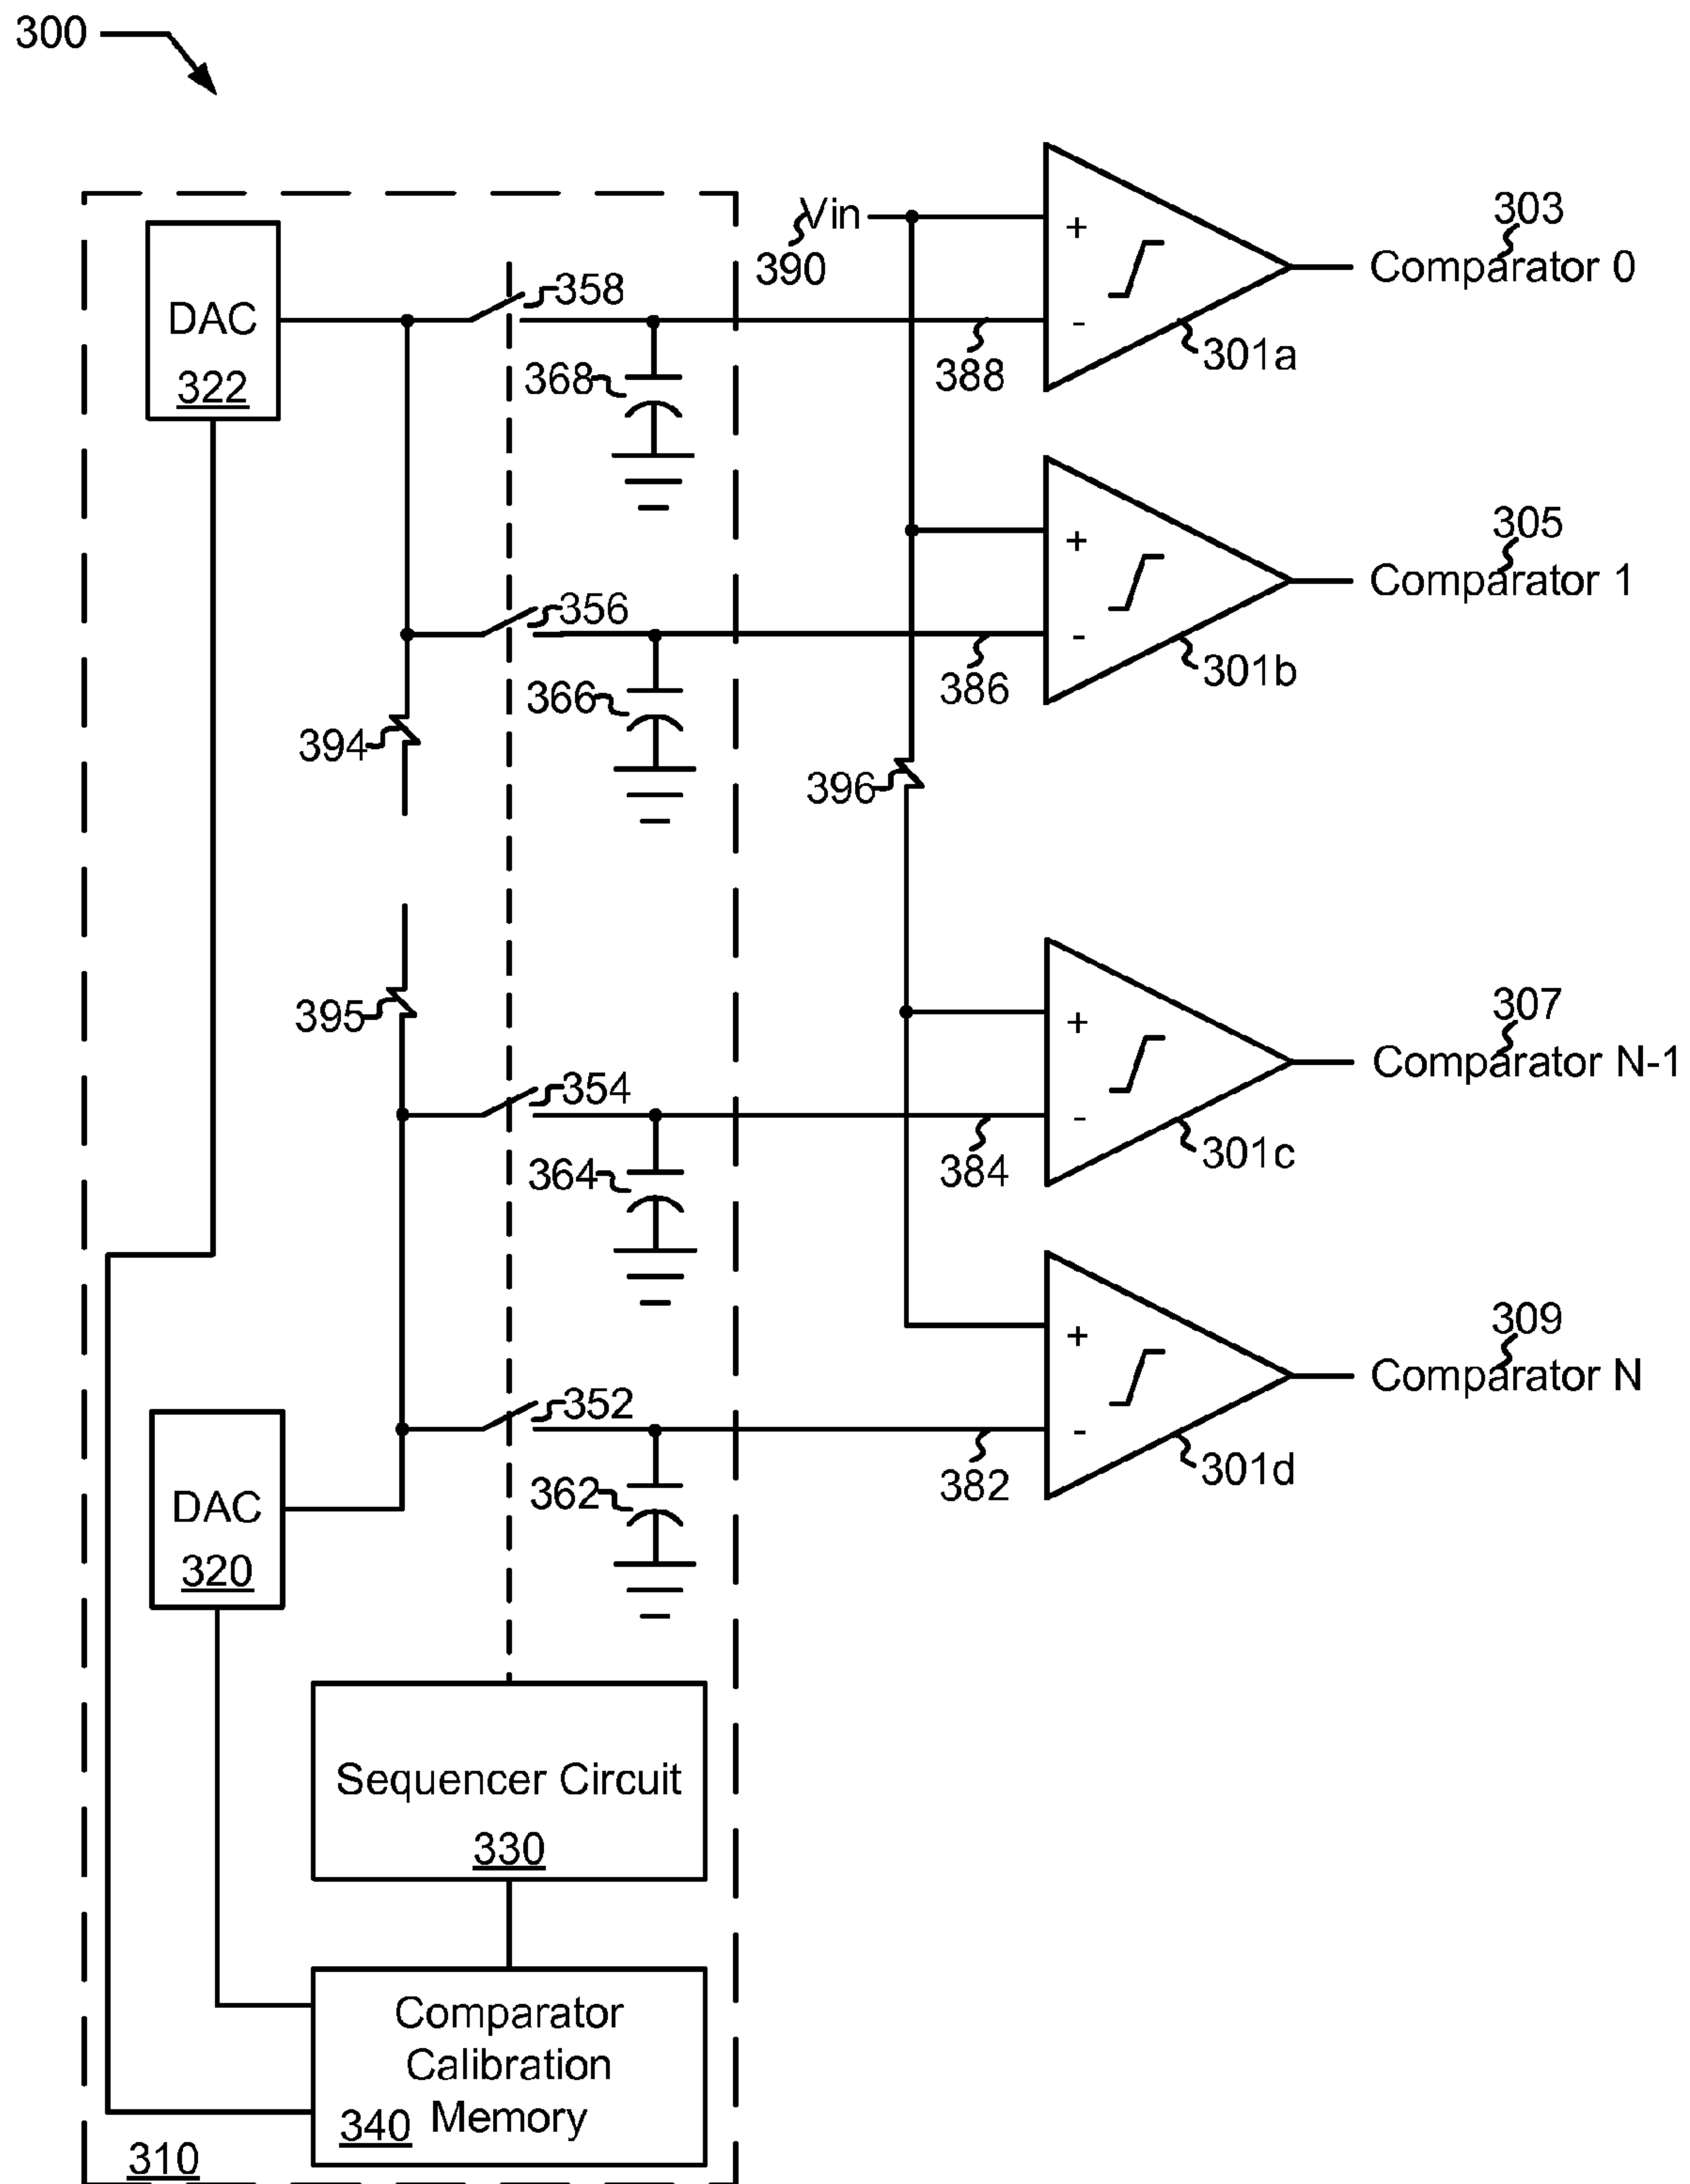 300
303
Vin
+
390
Comparator 0
DAC
358
-
322
368
388
301a
305
+
Comparator 1
356
-
366
386
301b
394
396
307
395
+
Comparator N-1
354
-
364
384
301c
309
+
Comparator N
352
-
DAC
362
382
301d
320
Sequencer Circuit
330
Comparator
Calibration
340 Memory
310